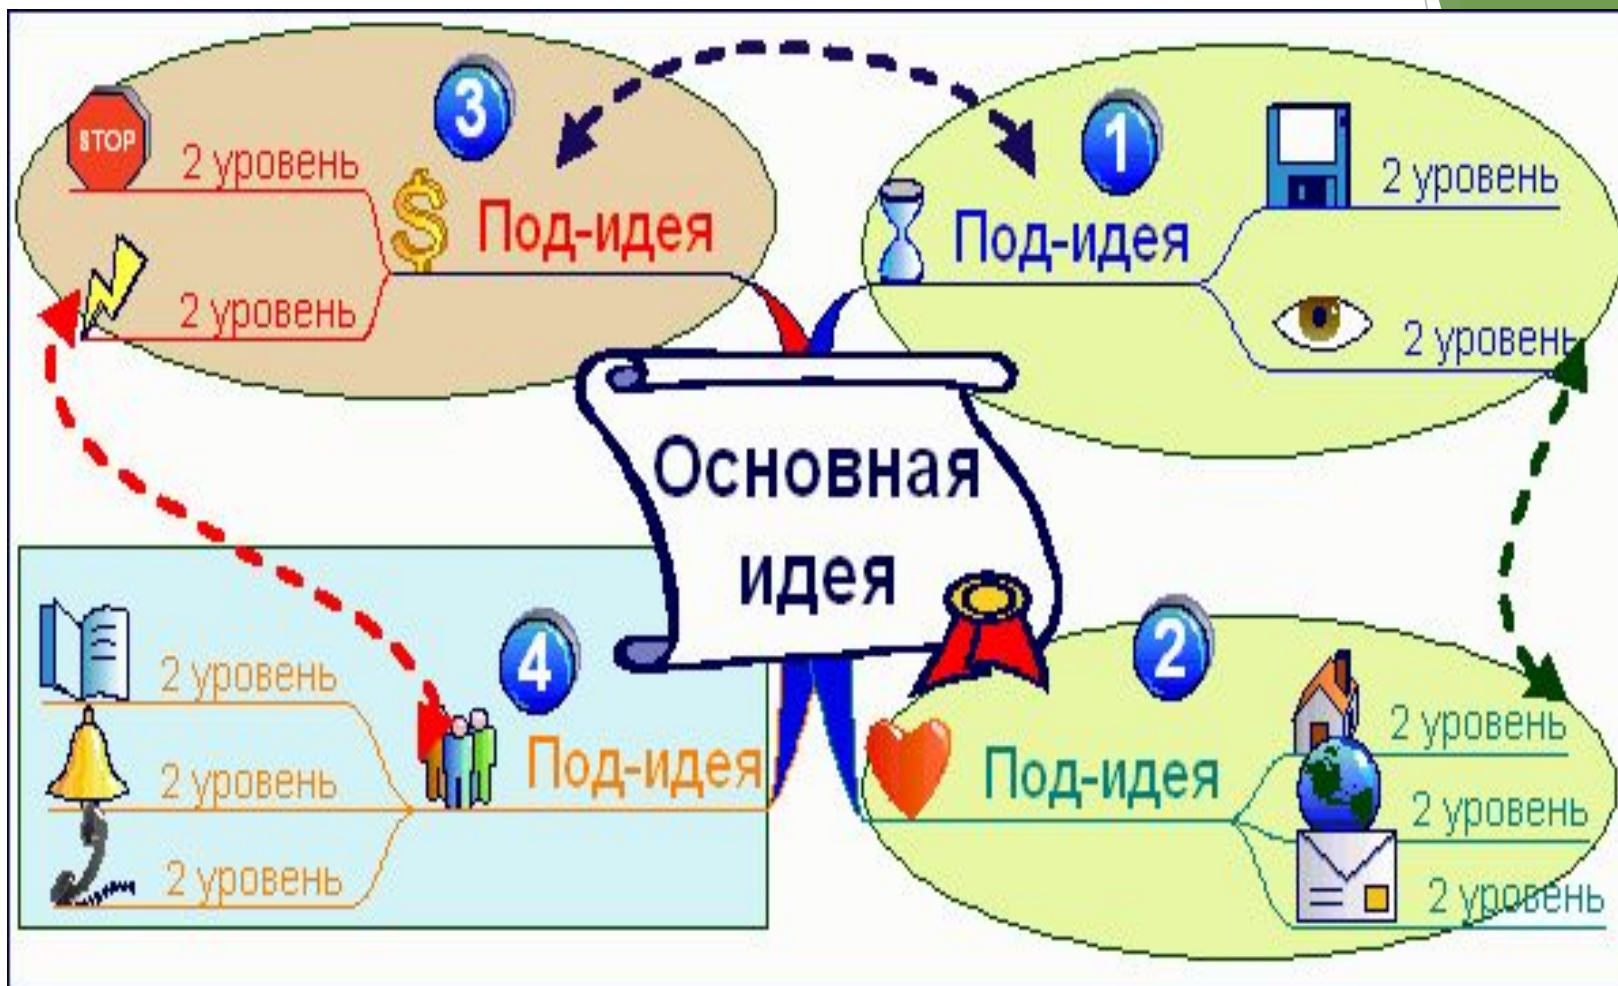 3
STOP
2 уровень
Под-идея
2 уровень
1
2 уровень
Под-идея
2 уровень
Основная
идея
4
2 уровень
2 уровень
Под-идея
2 уровень
2
2 уровень
Под-идея
2 уровень
2 уровень